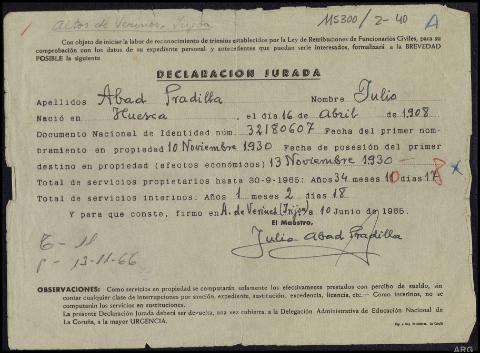 Altos de Verines, Irijoa
115300/2-40 A
Con objeto de iniciar la labor de reconocimiento de trienios establecidos por la Ley de Retribuciones de Funcionarios Civiles, para su
comprobación con los datos de su expediente personal y antecedentes que puedan serle interesados, formalizará a la BREVEDAD
POSIBLE la siguiente
DECLARACION JURADA
Apellidos Abad Pradilla Nombre Julio
Nació en Huesca, el día 16 de Abril de 1908
Documento Nacional de Identidad núm. 32180607 Fecha del primer nom-
bramiento en propiedad 10 Noviembre 1930 Fecha de posesión del primer
destino en propiedad (efectos económicos) 13 Noviembre 1930
Total de servicios propietarios hasta 30-9-1965: Años 34 meses 10 días 17
8 x
Total de servicios interinos: Años 1 meses 2 días 18
Y para que conste, firmo en A. de Verines (Irijoa) a 10 junio de 1965.
El Maestro,
Julio Abad Pradilla
13-11-66
OBSERVACIONES: Como servicios en propiedad se computarán solamente los efectivamente prestados con percibo de sueldo, sin
contar cualquier clase de interrupciones por sanción, expediente, sustitución, excedencia, licencia, etc. — Como interinos, no se
computarán los servicios en sustituciones.
La presente Declaración Jurada deberá ser devuelta, una vez cubierta, a la Delegación Administrativa de Educación Nacional de
La Coruña, a la mayor URGENCIA.
ARG